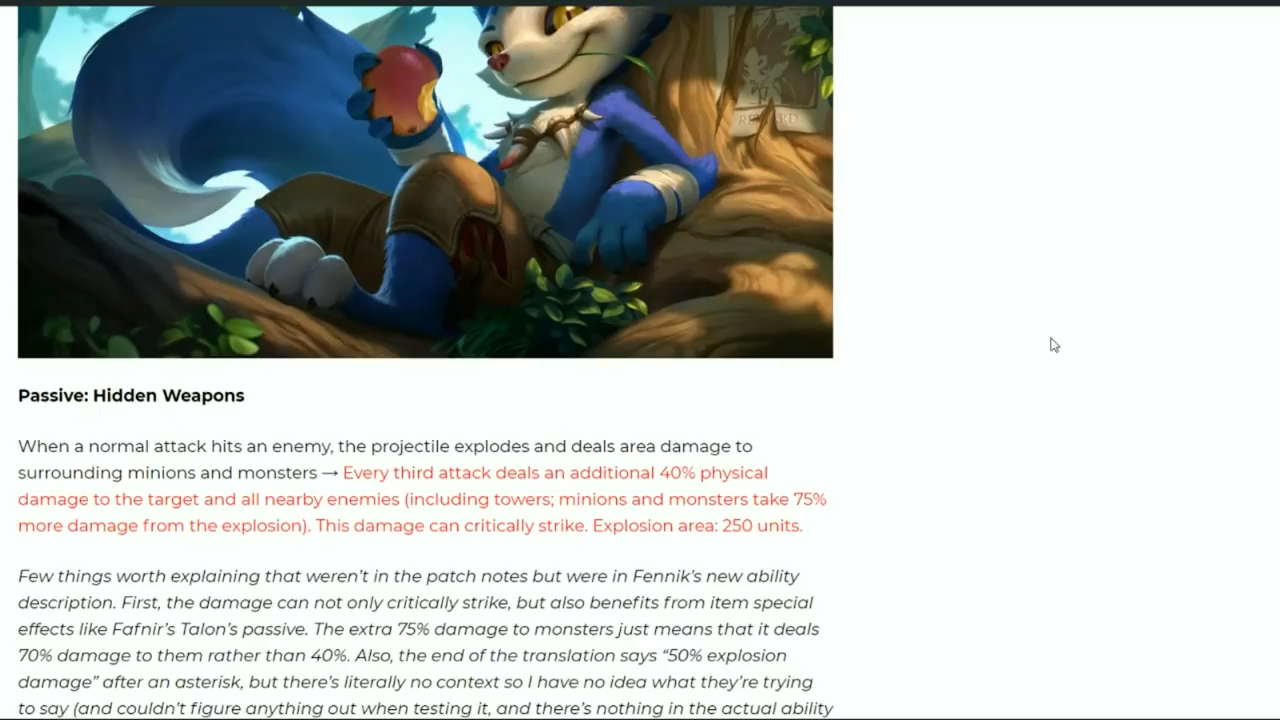 REWARD
Passive: Hidden Weapons
When a normal attack hits an enemy, the projectile explodes and deals area damage to
surrounding minions and monsters → Every third attack deals an additional 40% physical
damage to the target and all nearby enemies (including towers; minions and monsters take 75%
more damage from the explosion). This damage can critically strike. Explosion area: 250 units.
Few things worth explaining that weren’t in the patch notes but were in Fennik’s new ability
description. First, the damage can not only critically strike, but also benefits from item special
effects like Fafnir’s Talon’s passive. The extra 75% damage to monsters just means that it deals
70% damage to them rather than 40%. Also, the end of the translation says “50% explosion
damage” after an asterisk, but there’s literally no context so I have no idea what they’re trying
to say (and couldn’t figure anything out when testing it, and there’s nothing in the actual ability